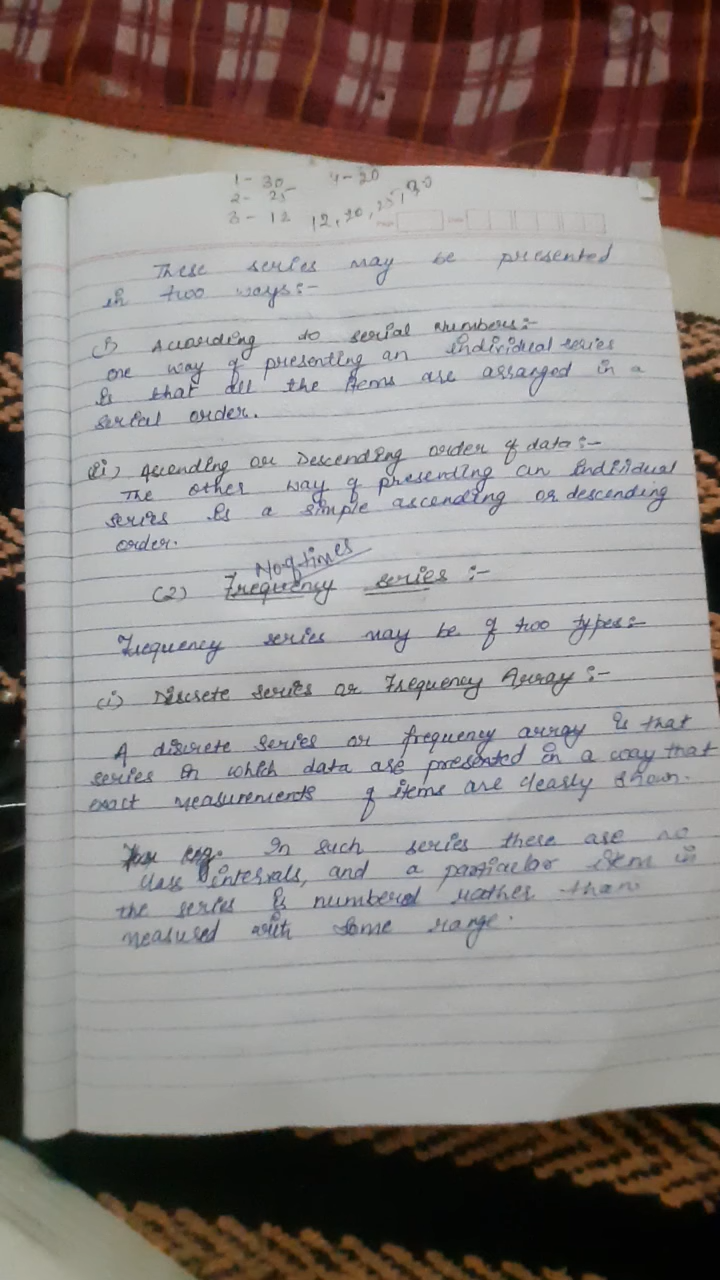 1 - 30 4 - 20
2 - 25
3 - 12 12, 20, 25, 30
These series may be presented
in two ways:-
(i) According to serial numbers:-
one way of presenting an individual series
is that all the items are arranged in a
serial order.
(ii) Ascending or Descending order of data:-
The other way of presenting an individual
series is a simple ascending or descending
order.
No. of times
(2) Frequency series :-
Frequency series may be of two types:-
(i) Discrete series or Frequency Array :-
A discrete series or frequency array is that
series in which data are presented in a way that
exact measurements of items are clearly shown.
In such series there are no
class intervals, and a particular item in
the series is numbered rather than
measured with some range.